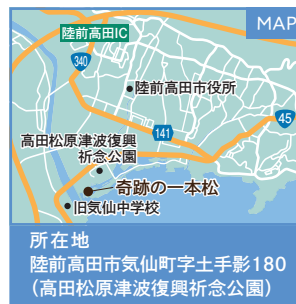 MAP
陸前高田IC
340
陸前高田市役所
45
141
高田松原津波復興
祈念公園
奇跡の一本松
旧気仙中学校
所在地
陸前高田市気仙町字土手影180
(高田松原津波復興祈念公園)